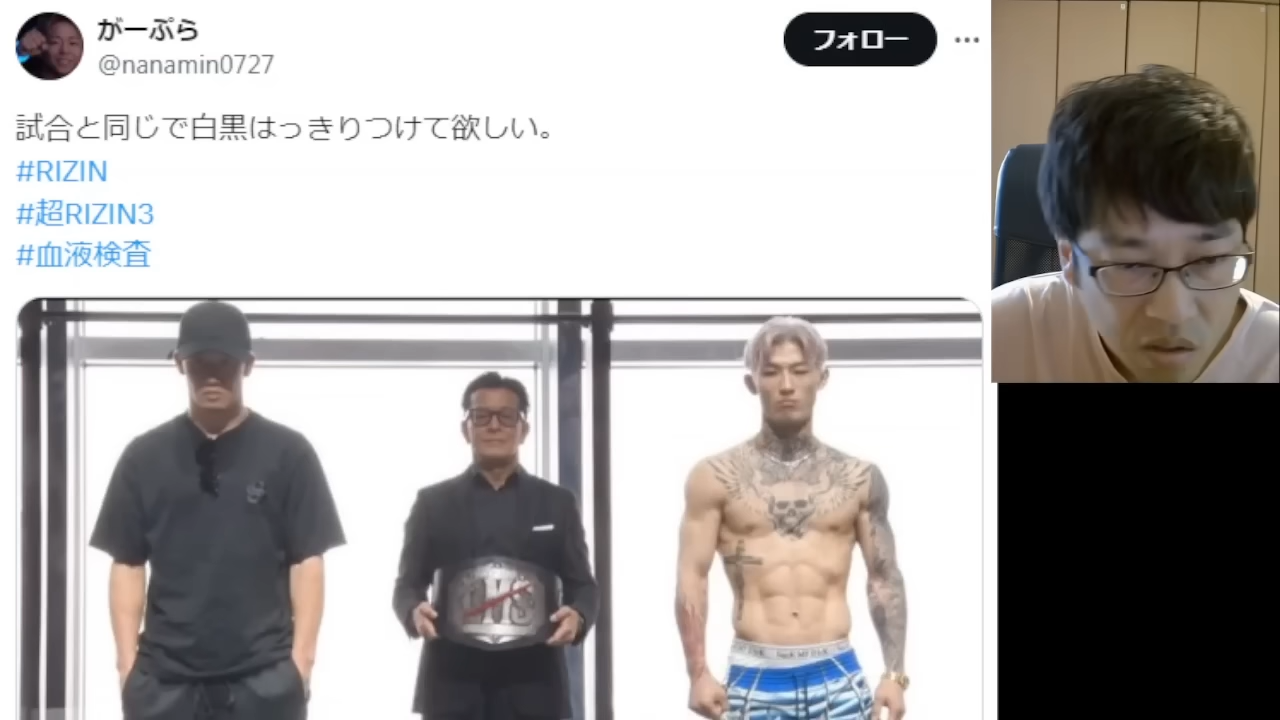 がーぷら
@nanamin0727
フォロー
試合と同じで白黒はっきりつけて欲しい。
#RIZIN
#超RIZIN3
#血液検査